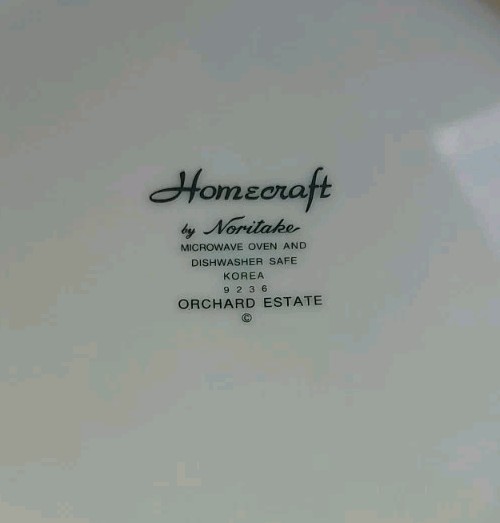 Homecraft
by Noritake
MICROWAVE OVEN AND
DISHWASHER SAFE
KOREA
9236
ORCHARD ESTATE
©